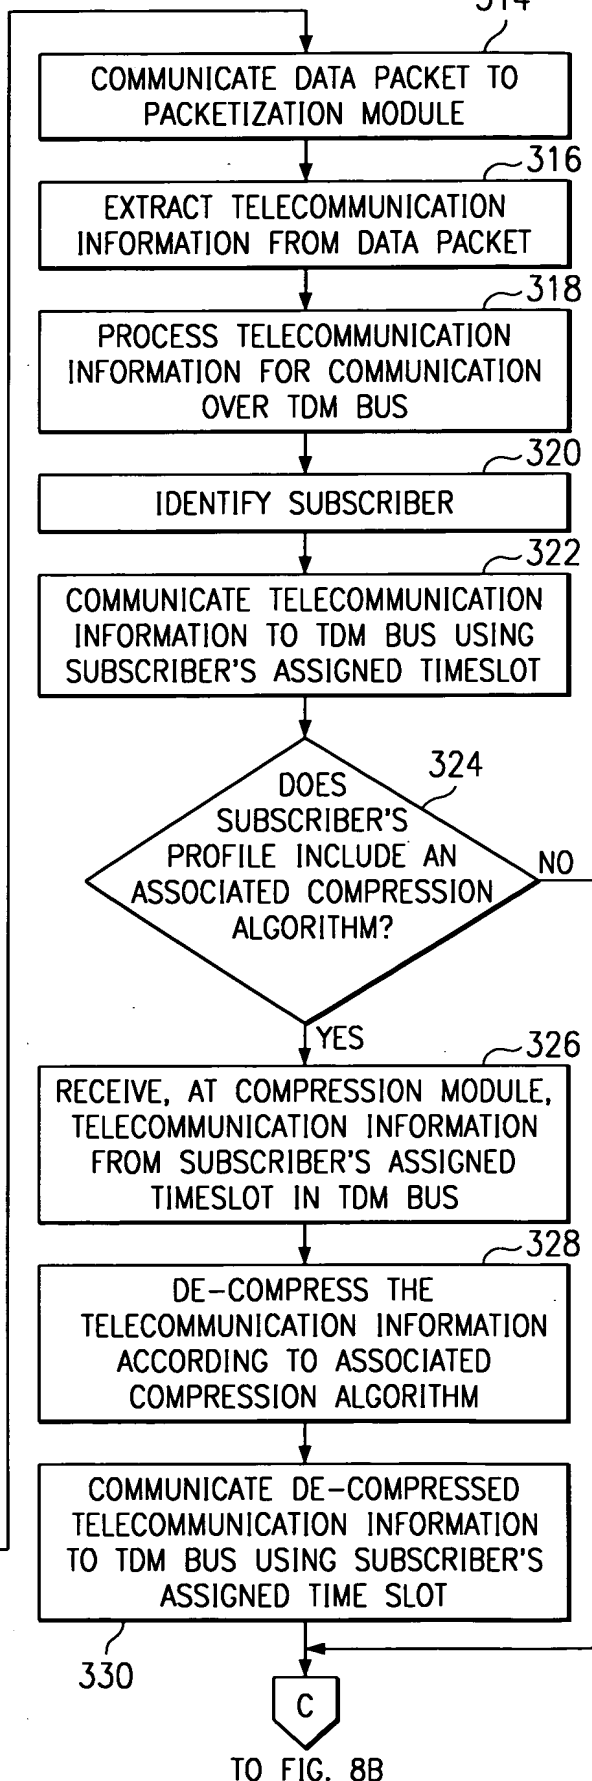 314
COMMUNICATE DATA PACKET TO
PACKETIZATION MODULE
316
EXTRACT TELECOMMUNICATION
INFORMATION FROM DATA PACKET
318
PROCESS TELECOMMUNICATION
INFORMATION FOR COMMUNICATION
OVER TDM BUS
320
IDENTIFY SUBSCRIBER
322
COMMUNICATE TELECOMMUNICATION
INFORMATION TO TDM BUS USING
SUBSCRIBER'S ASSIGNED TIMESLOT
324
DOES
SUBSCRIBER'S
PROFILE INCLUDE AN
ASSOCIATED COMPRESSION
ALGORITHM?
NO
YES
326
RECEIVE, AT COMPRESSION MODULE,
TELECOMMUNICATION INFORMATION
FROM SUBSCRIBER'S ASSIGNED
TIMESLOT IN TDM BUS
328
DE-COMPRESS THE
TELECOMMUNICATION INFORMATION
ACCORDING TO ASSOCIATED
COMPRESSION ALGORITHM
COMMUNICATE DE-COMPRESSED
TELECOMMUNICATION INFORMATION
TO TDM BUS USING SUBSCRIBER'S
ASSIGNED TIME SLOT
330
C
TO FIG. 8B